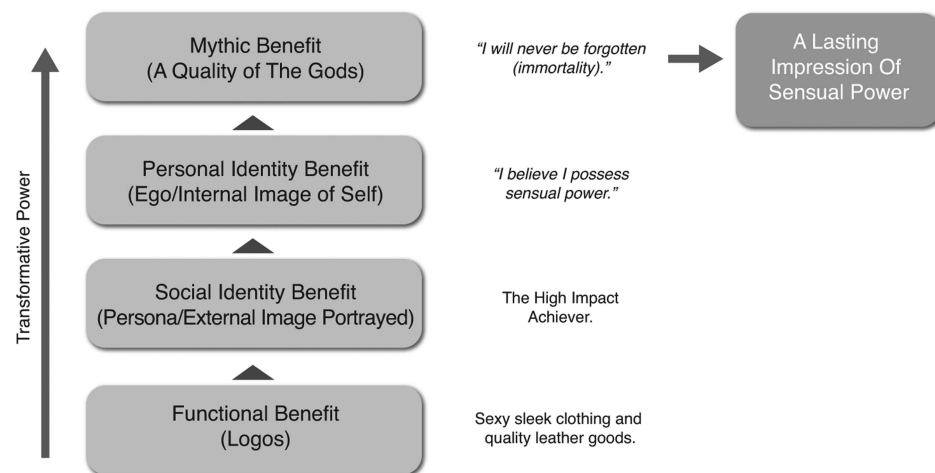 Transformative Power
Mythic Benefit
(A Quality of The Gods)
“I will never be forgotten
(immortality).”
A Lasting
Impression Of
Sensual Power
Personal Identity Benefit
(Ego/Internal Image of Self)
“I believe I possess
sensual power.”
Social Identity Benefit
(Persona/External Image Portrayed)
The High Impact
Achiever.
Functional Benefit
(Logos)
Sexy sleek clothing and
quality leather goods.